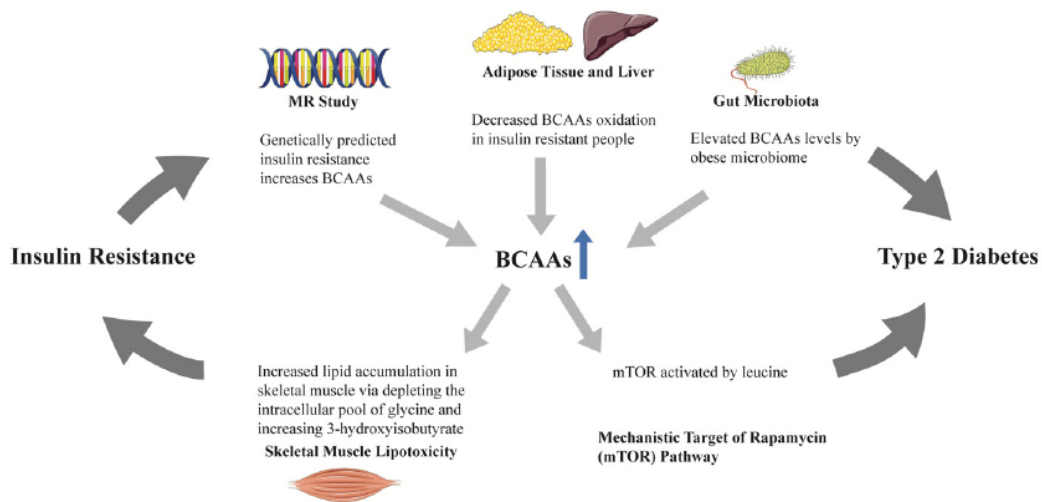 MR Study
Genetically predicted
insulin resistance
increases BCAAs
Adipose Tissue and Liver
Decreased BCAAs oxidation
in insulin resistant people
Gut Microbiota
Elevated BCAAs levels by
obese microbiome
Insulin Resistance
BCAAs
Type 2 Diabetes
Increased lipid accumulation in
skeletal muscle via depleting the
intracellular pool of glycine and
increasing 3-hydroxyisobutyrate
Skeletal Muscle Lipotoxicity
mTOR activated by leucine
Mechanistic Target of Rapamycin
(mTOR) Pathway